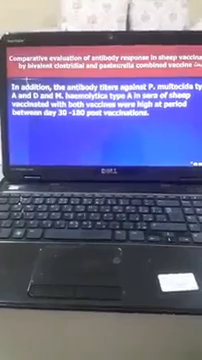 Comparative evaluation of antibody response in sheep vaccina
by bivalent clostridial and pasteurella combined vaccine
In addition, the antibody titers against P. multocida ty
A and D and M. haemolytica type A in sera of sheep
vaccinated with both vaccines were high at period
between day 30 -180 post vaccinations.
DELL